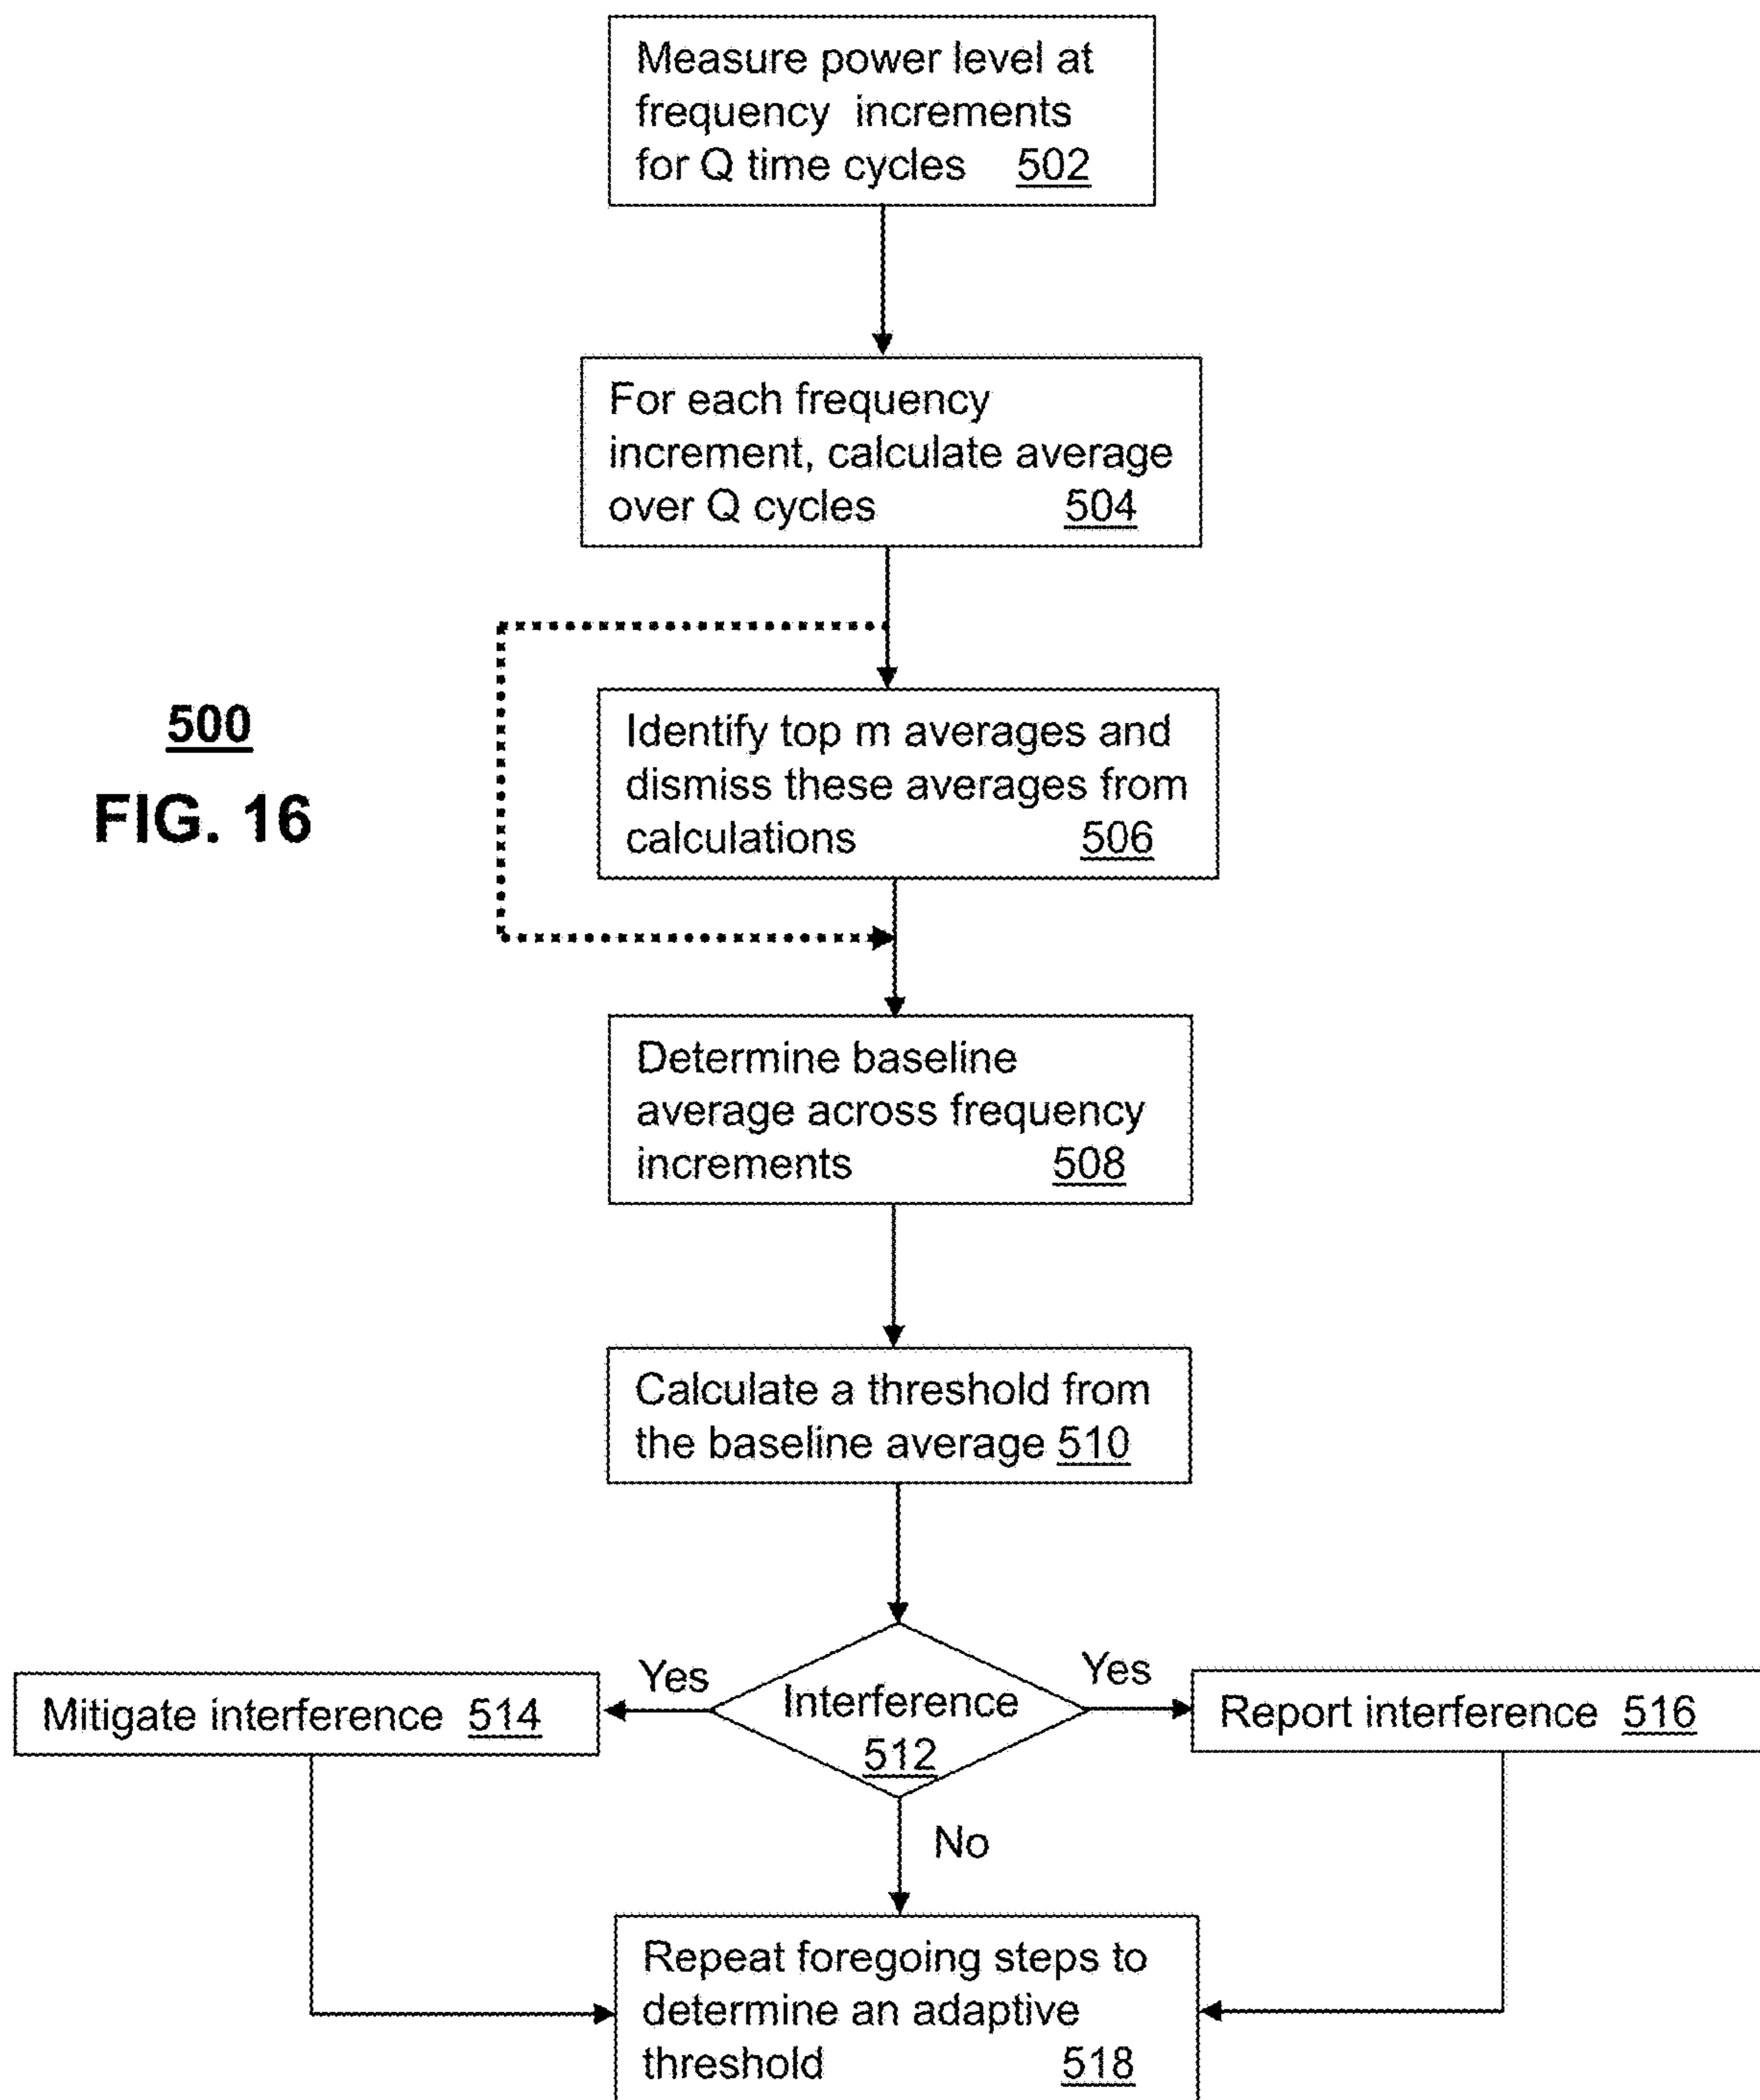 Measure power level at
frequency increments
for Q time cycles 502
For each frequency
increment, calculate average
over Q cycles 504
500
FIG. 16
Identify top m averages and
dismiss these averages from
calculations 506
Determine baseline
average across frequency
increments 508
Calculate a threshold from
the baseline average 510
Yes
Yes
Mitigate interference 514
Interference
512
Report interference 516
No
Repeat foregoing steps to
determine an adaptive
threshold 518